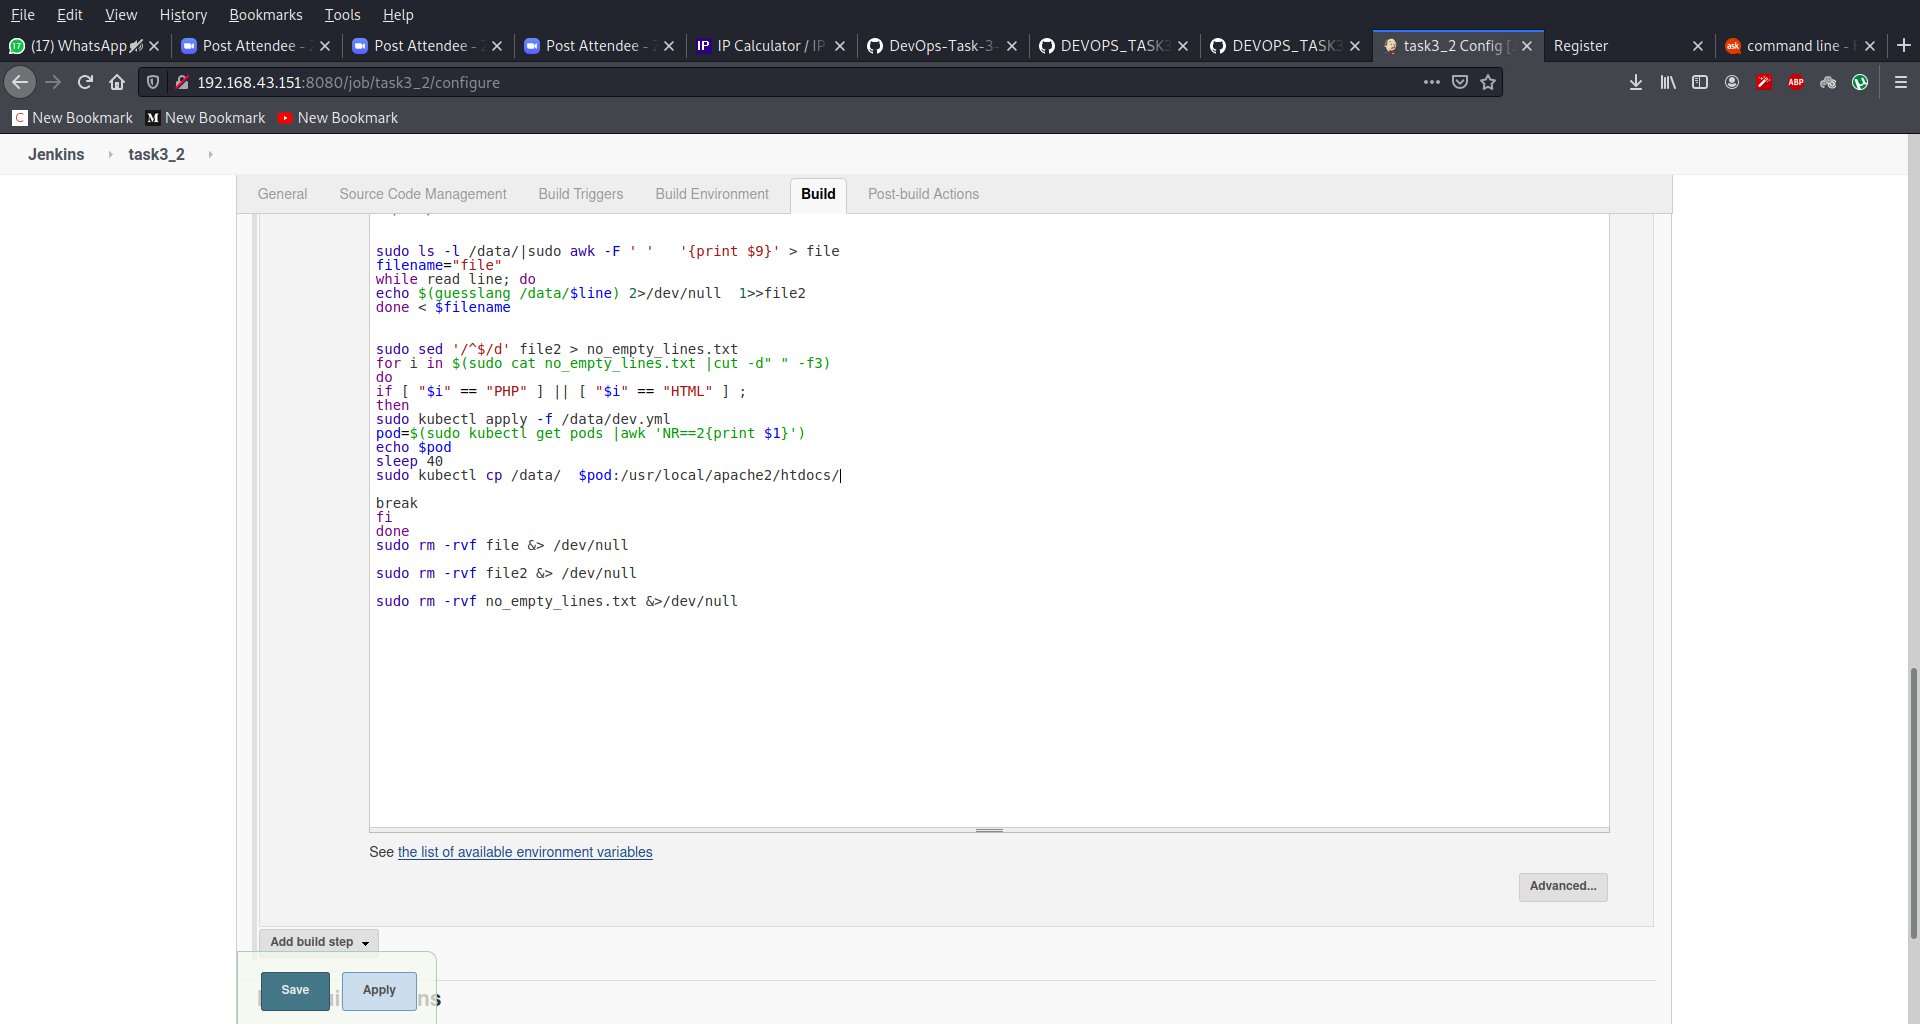 File Edit View History Bookmarks Tools Help
(17) WhatsApp Post Attendee - Post Attendee - Post Attendee - IP IP Calculator / IP DevOps-Task-3- DEVOPS_TASK3 DEVOPS_TASK3 task3_2 Config [ Register ask command line -
192.168.43.151:8080/job/task3_2/configure ABP
C New Bookmark M New Bookmark New Bookmark
Jenkins task3_2
General Source Code Management Build Triggers Build Environment Build Post-build Actions
sudo ls -l /data/|sudo awk -F ' '   '{print $9}' > file
filename="file"
while read line; do
echo $(guesslang /data/$line) 2>/dev/null  1>>file2
done < $filename
sudo sed '/^$/d' file2 > no_empty_lines.txt
for i in $(sudo cat no_empty_lines.txt |cut -d" " -f3)
do
if [ "$i" == "PHP" ] || [ "$i" == "HTML" ] ;
then
sudo kubectl apply -f /data/dev.yml
pod=$(sudo kubectl get pods |awk 'NR==2{print $1}')
echo $pod
sleep 40
sudo kubectl cp /data/  $pod:/usr/local/apache2/htdocs/
break
fi
done
sudo rm -rvf file &> /dev/null
sudo rm -rvf file2 &> /dev/null
sudo rm -rvf no_empty_lines.txt &>/dev/null
See the list of available environment variables
Advanced...
Add build step
Save Apply